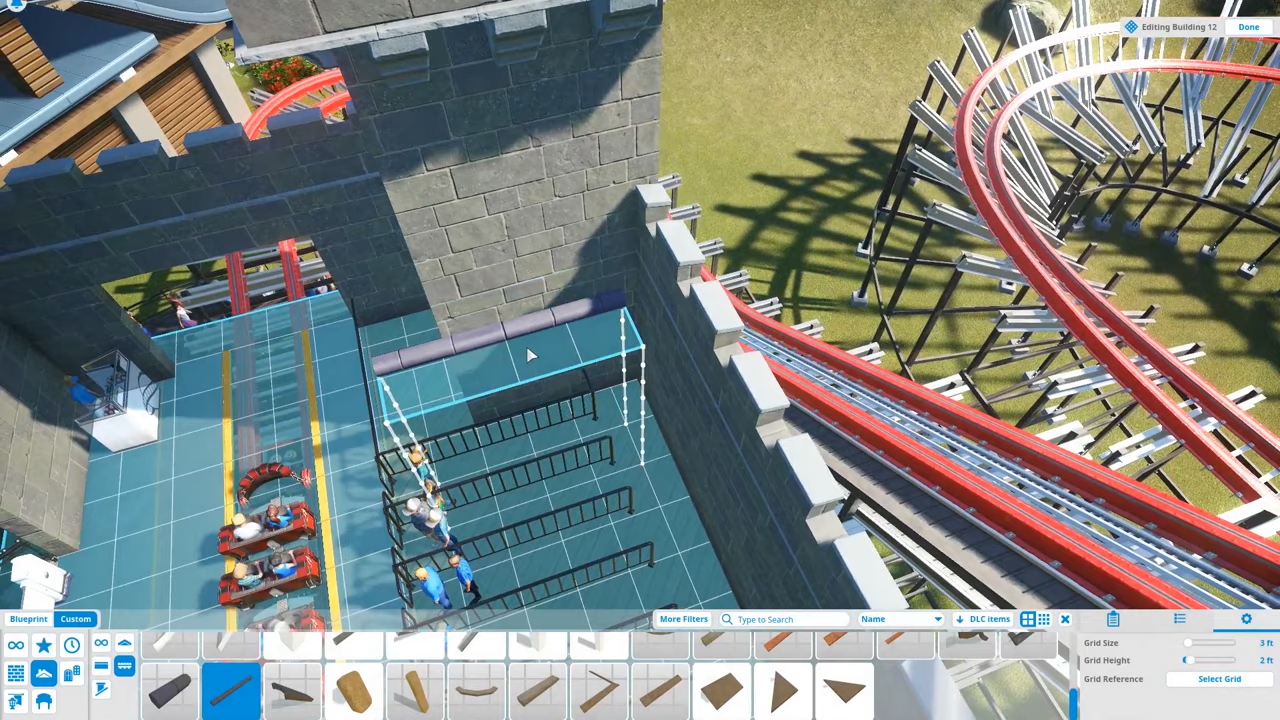 Editing Building 12 Done
Blueprint Custom More Filters Type to Search Name DLC items
Grid Size 3 ft
Grid Height 2 ft
Grid Reference Select Grid